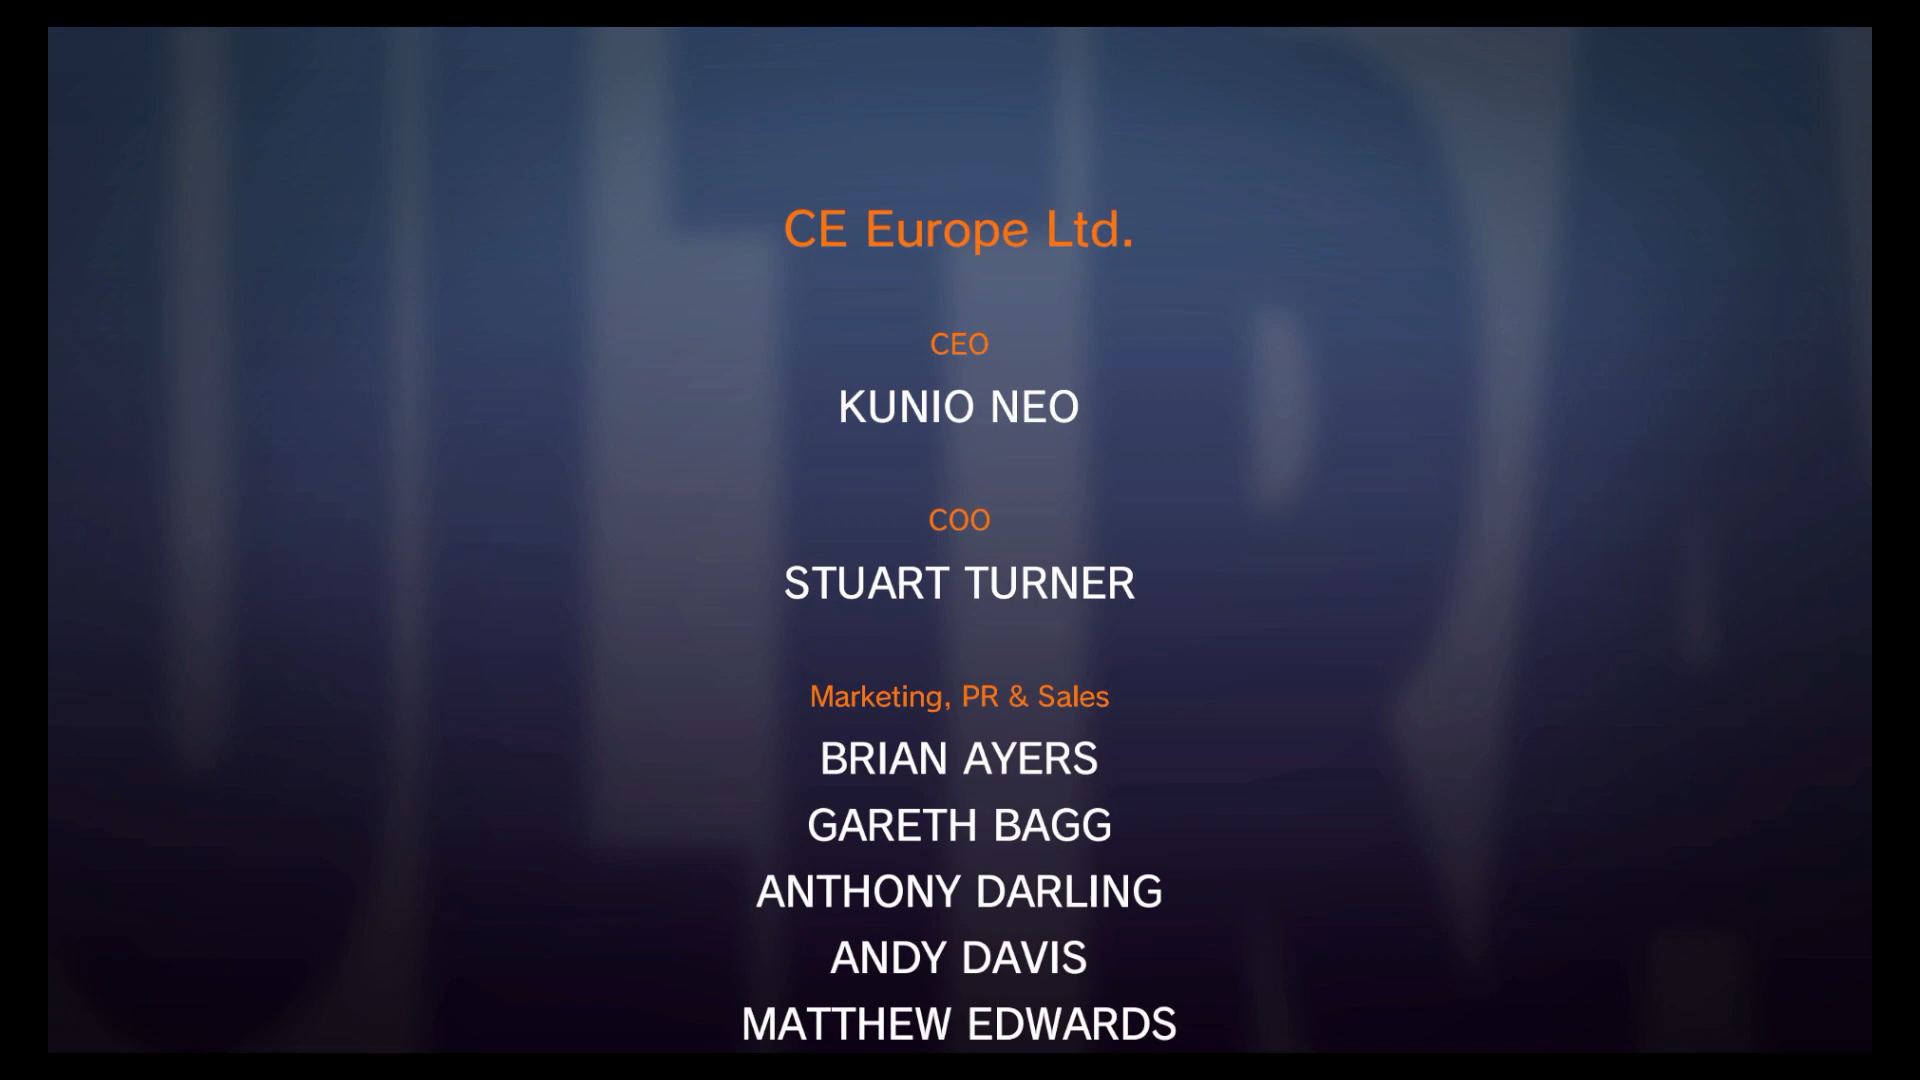 CE Europe Ltd.
CEO
KUNIO NEO
COO
STUART TURNER
Marketing, PR & Sales
BRIAN AYERS
GARETH BAGG
ANTHONY DARLING
ANDY DAVIS
MATTHEW EDWARDS